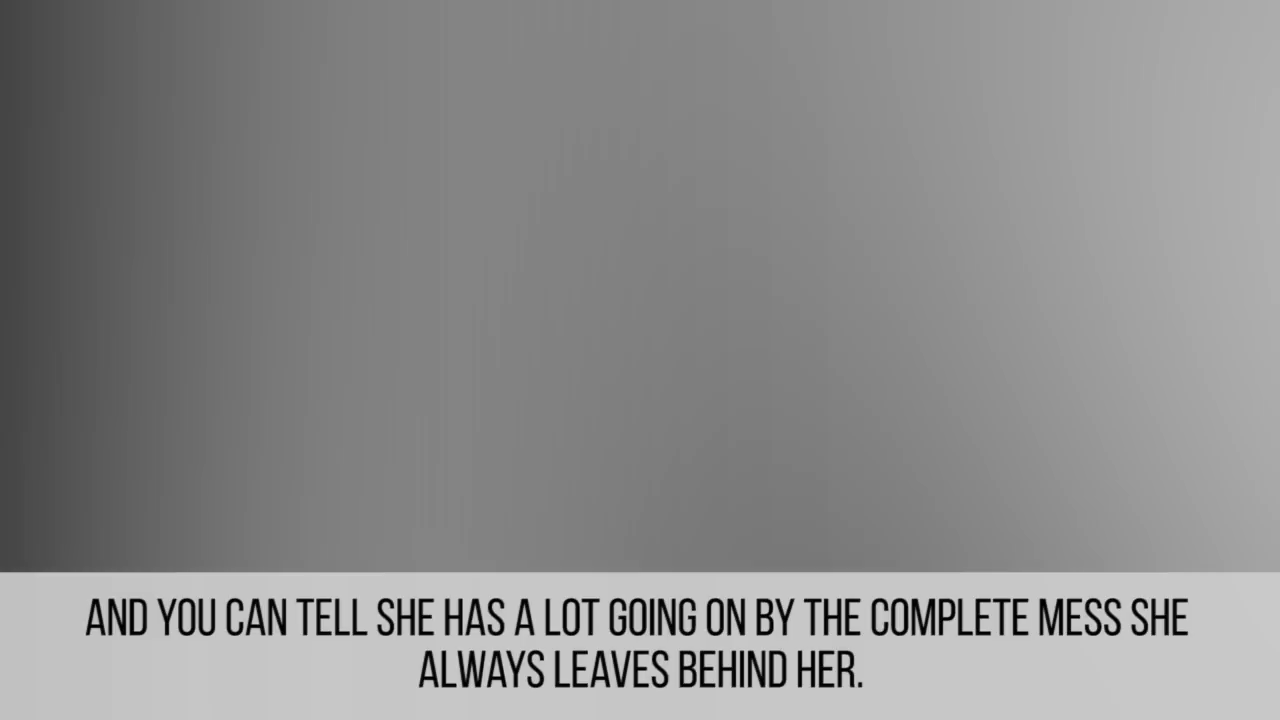 AND YOU CAN TELL SHE HAS A LOT GOING ON BY THE COMPLETE MESS SHE
ALWAYS LEAVES BEHIND HER.